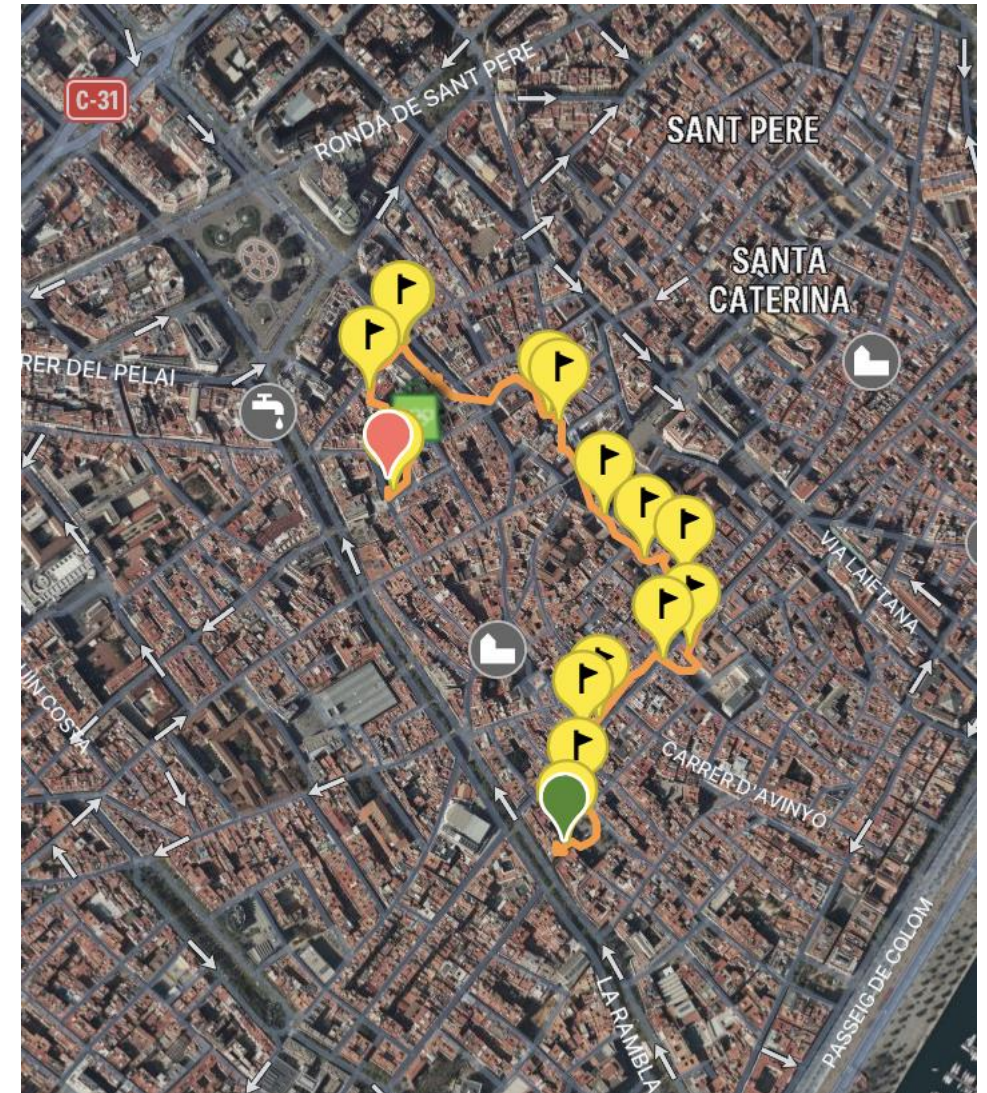 C-31
RONDA DE SANT PERE
SANT PERE
SANTA
CATERINA
RER DEL PELAI
VIA LAIETANA
UIN COSTA
CARRER D'AVINYÓ
PASSEIG DE COLOM
LA RAMBLA